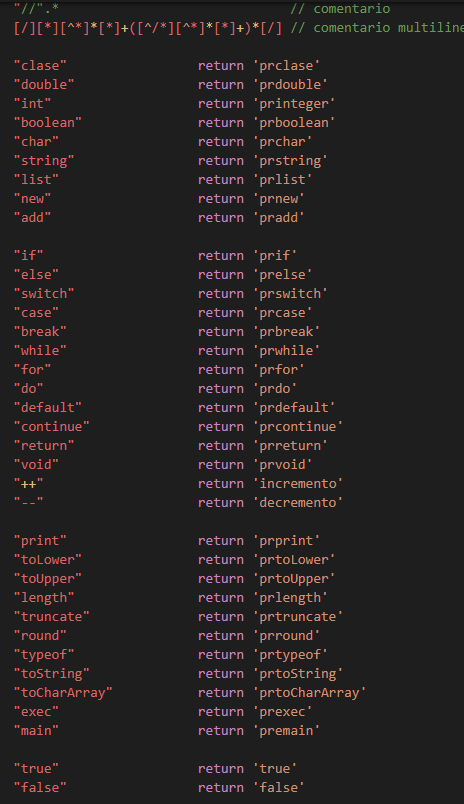 "//".* // comentario
[/][*][^*]*[*]+([^/*][^*]*[*]+)*[/] // comentario multiline
"clase" return 'prclase'
"double" return 'prdouble'
"int" return 'printeger'
"boolean" return 'prboolean'
"char" return 'prchar'
"string" return 'prstring'
"list" return 'prlist'
"new" return 'prnew'
"add" return 'pradd'
"if" return 'prif'
"else" return 'prelse'
"switch" return 'prswitch'
"case" return 'prcase'
"break" return 'prbreak'
"while" return 'prwhile'
"for" return 'prfor'
"do" return 'prdo'
"default" return 'prdefault'
"continue" return 'prcontinue'
"return" return 'prreturn'
"void" return 'prvoid'
"++" return 'incremento'
"--" return 'decremento'
"print" return 'prprint'
"toLower" return 'prtoLower'
"toUpper" return 'prtoUpper'
"length" return 'prlength'
"truncate" return 'prtruncate'
"round" return 'prround'
"typeof" return 'prtypeof'
"toString" return 'prtoString'
"toCharArray" return 'prtoCharArray'
"exec" return 'prexec'
"main" return 'premain'
"true" return 'true'
"false" return 'false'